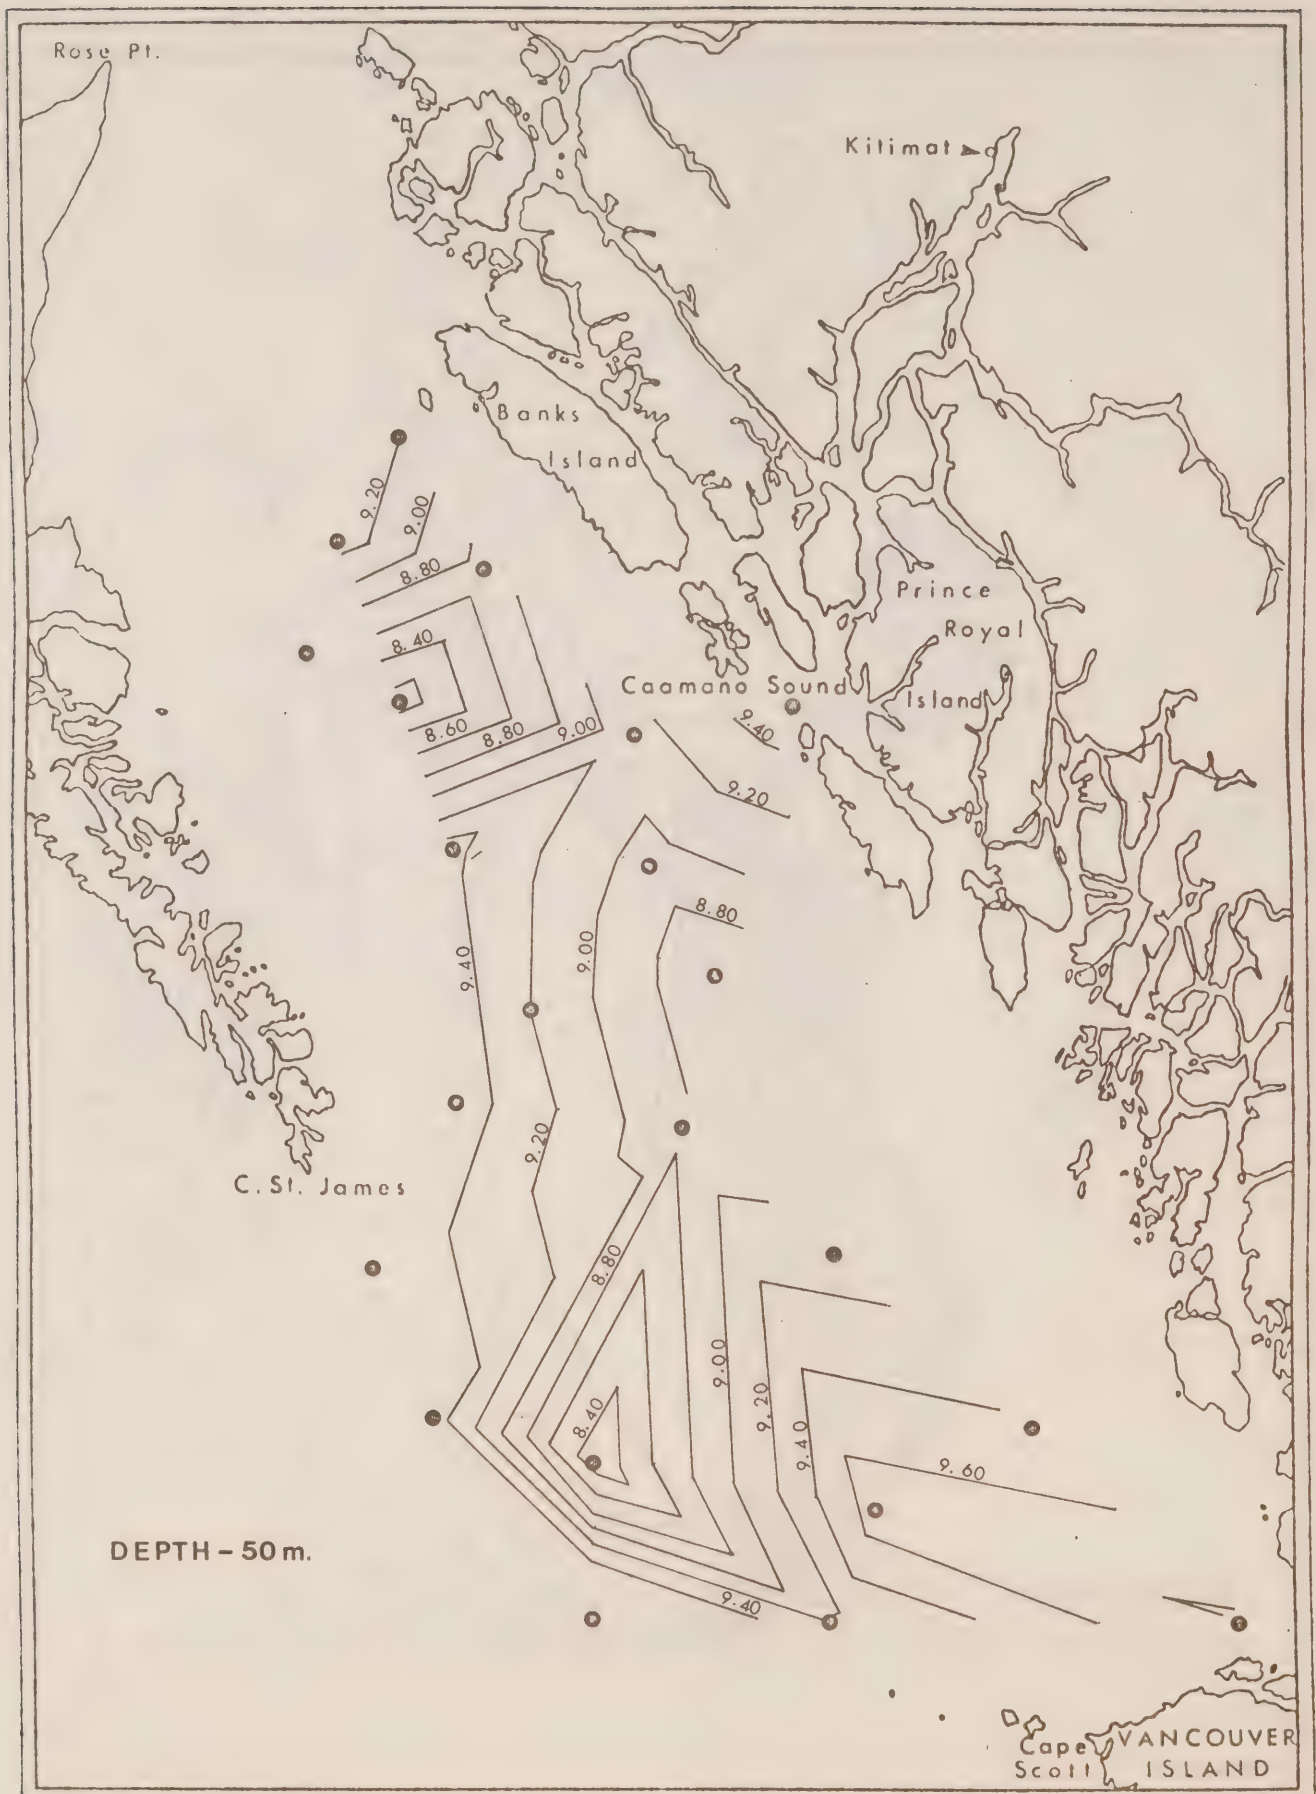 Rose Pt.
Kitimat
Banks
Island
9.20
9.00
8.80
Prince
Royal
Island
8.40
Caamano Sound
8.60
8.80
9.00
9.40
9.20
8.80
9.00
9.40
9.20
C. St. James
8.80
9.00
9.20
8.40
9.40
9.60
DEPTH – 50 m.
9.40
Cape
Scott
VANCOUVER
ISLAND